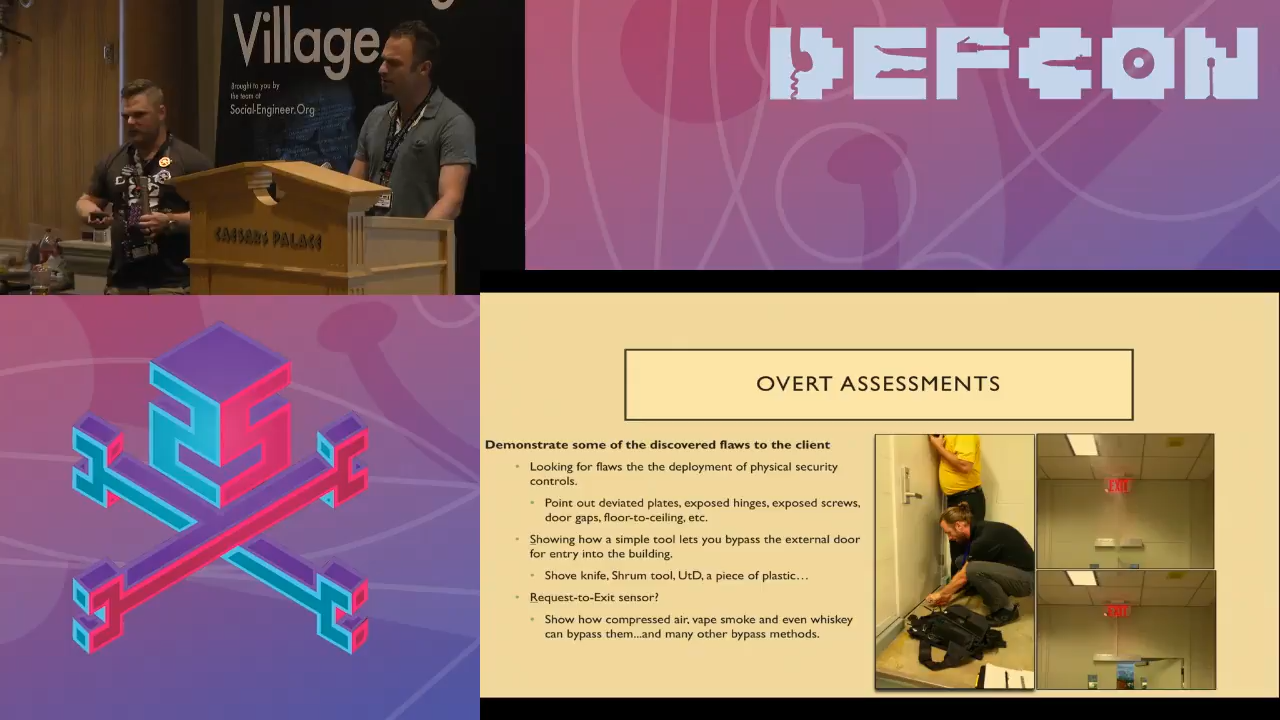 Village
Brought to you by
the team at
Social-Engineer.Org
CAESARS PALACE
DEFCON
OVERT ASSESSMENTS
Demonstrate some of the discovered flaws to the client
Looking for flaws the the deployment of physical security
controls.
Point out deviated plates, exposed hinges, exposed screws,
door gaps, floor-to-ceiling, etc.
Showing how a simple tool lets you bypass the external door
for entry into the building.
Shove knife, Shrum tool, UtD, a piece of plastic...
Request-to-Exit sensor?
Show how compressed air, vape smoke and even whiskey
can bypass them...and many other bypass methods.
EXIT
EXIT